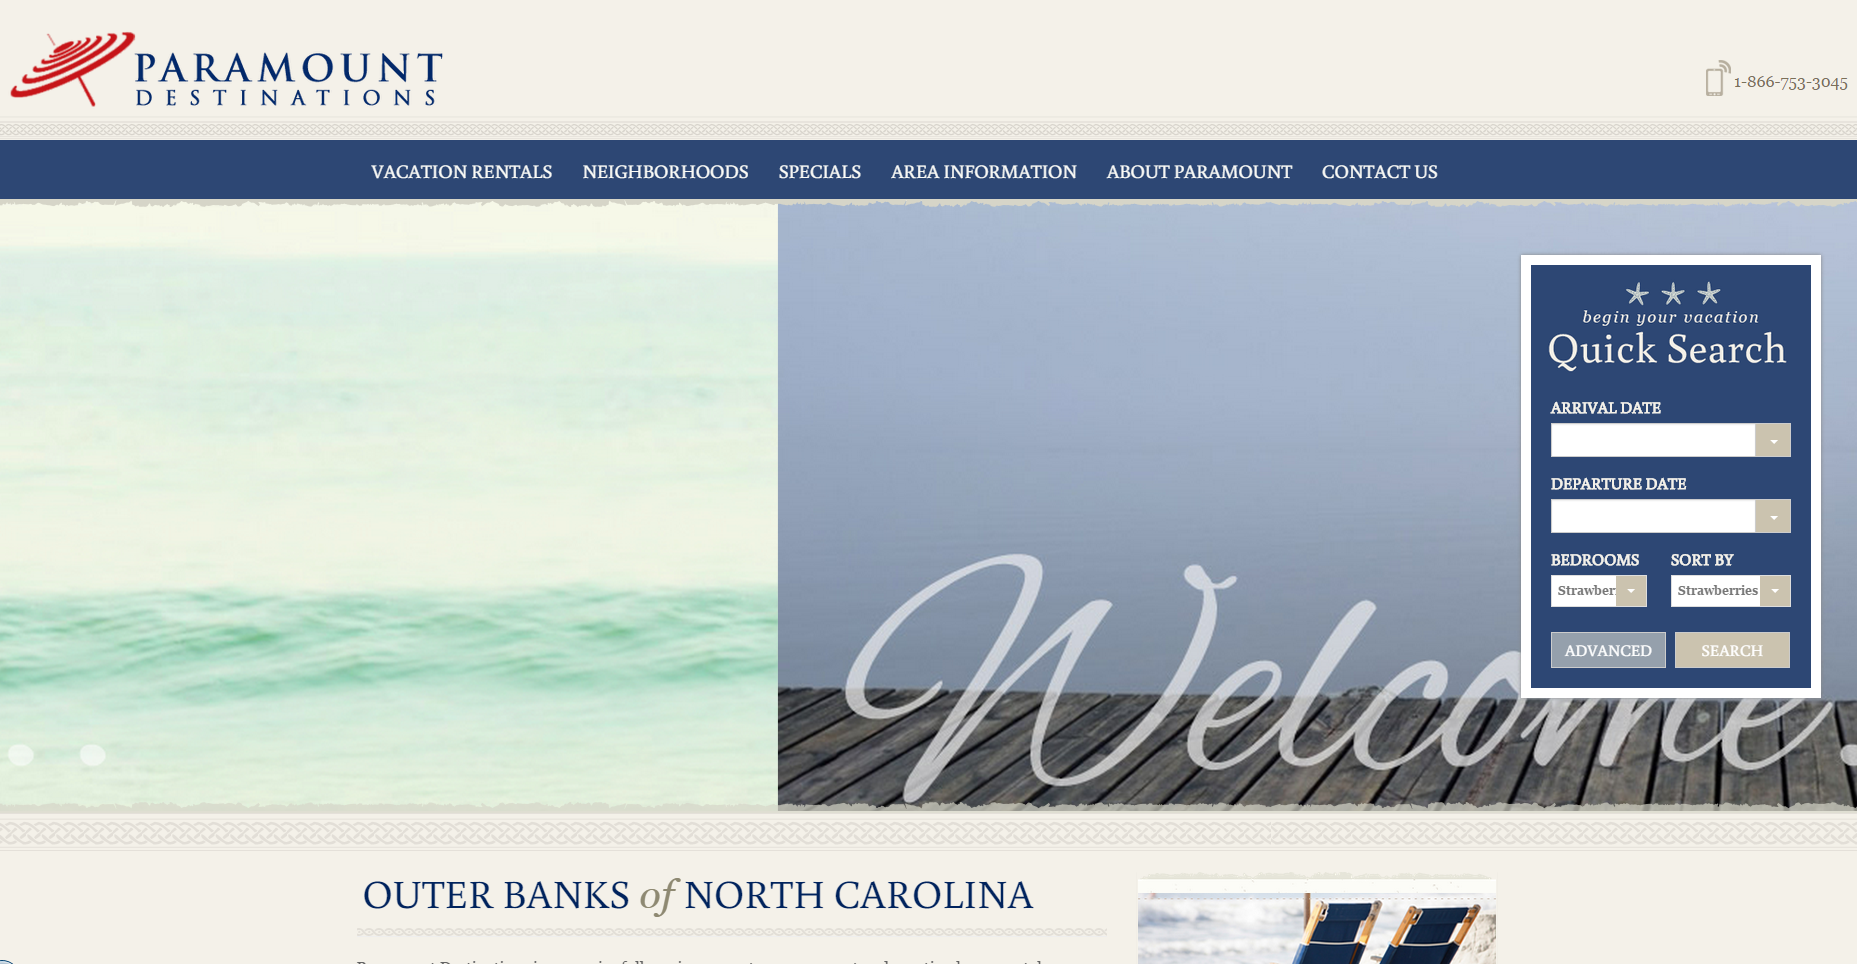 PARAMOUNT
DESTINATIONS
1-866-753-3045
VACATION RENTALS NEIGHBORHOODS SPECIALS AREA INFORMATION ABOUT PARAMOUNT CONTACT US
begin your vacation
Quick Search
ARRIVAL DATE
DEPARTURE DATE
BEDROOMS SORT BY
Strawber Strawberries
ADVANCED SEARCH
Welcome.
OUTER BANKS of NORTH CAROLINA